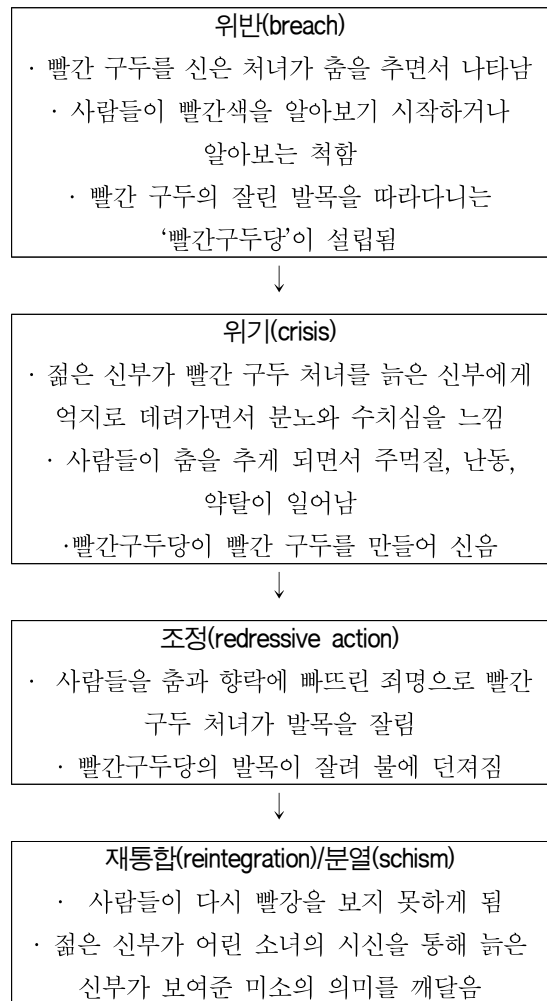 위반(breach)
· 빨간 구두를 신은 처녀가 춤을 추면서 나타남
· 사람들이 빨간색을 알아보기 시작하거나
알아보는 척함
· 빨간 구두의 잘린 발목을 따라다니는
‘빨간구두당’이 설립됨
↓
위기(crisis)
· 젊은 신부가 빨간 구두 처녀를 늙은 신부에게
억지로 데려가면서 분노와 수치심을 느낌
· 사람들이 춤을 추게 되면서 주먹질, 난동,
약탈이 일어남
·빨간구두당이 빨간 구두를 만들어 신음
↓
조정(redressive action)
· 사람들을 춤과 향락에 빠뜨린 죄명으로 빨간
구두 처녀가 발목을 잘림
· 빨간구두당의 발목이 잘려 불에 던져짐
↓
재통합(reintegration)/분열(schism)
· 사람들이 다시 빨강을 보지 못하게 됨
· 젊은 신부가 어린 소녀의 시신을 통해 늙은
신부가 보여준 미소의 의미를 깨달음